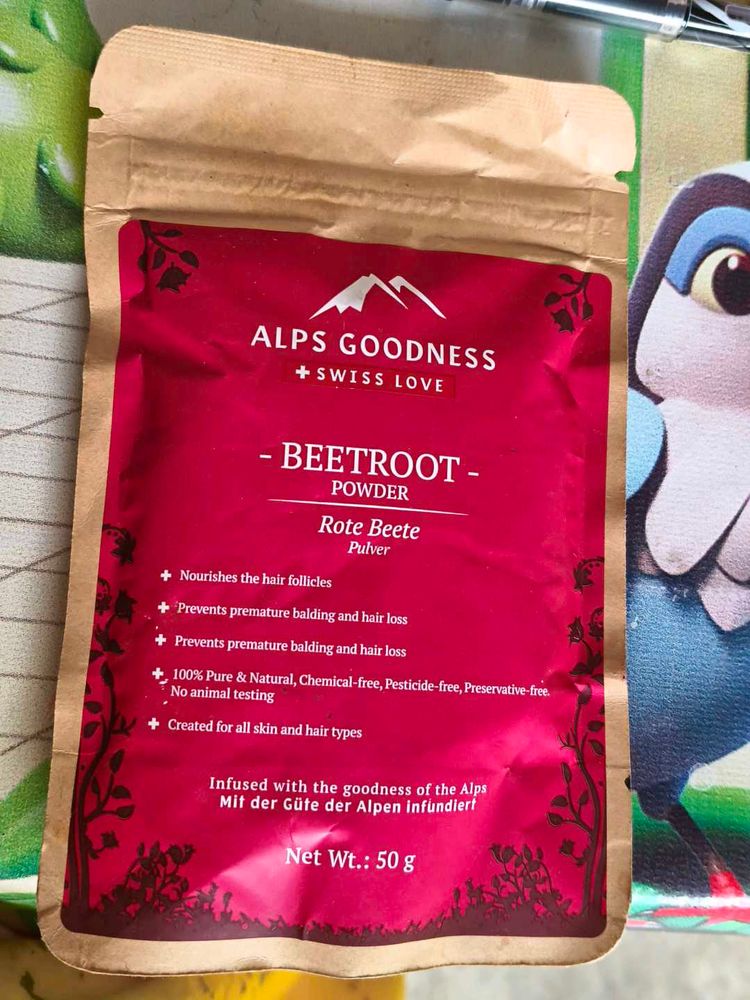 ALPS GOODNESS
+ SWISS LOVE
- BEETROOT -
POWDER
Rote Beete
Pulver
+ Nourishes the hair follicles
+ Prevents premature balding and hair loss
+ Prevents premature balding and hair loss
+ 100% Pure & Natural, Chemical-free, Pesticide-free, Preservative-free.
No animal testing
+ Created for all skin and hair types
Infused with the goodness of the Alps
Mit der Güte der Alpen infundiert
Net Wt.: 50 g